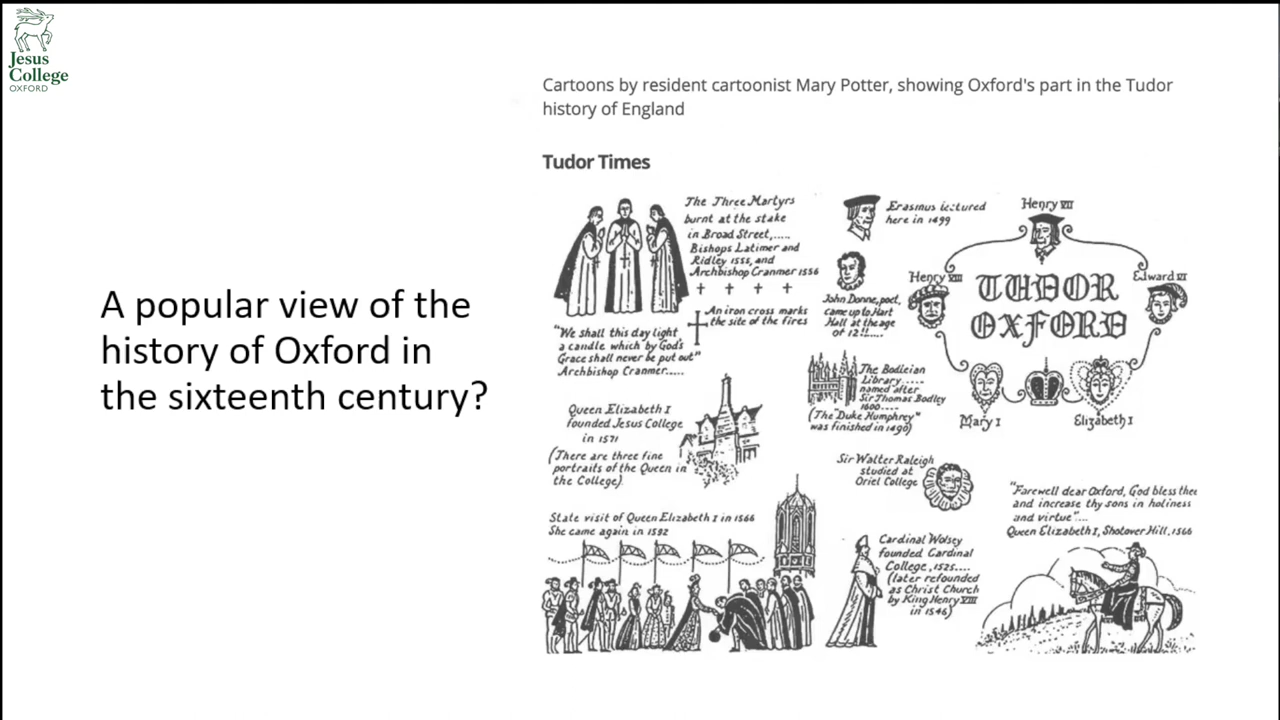 Jesus
College
OXFORD
A popular view of the
history of Oxford in
the sixteenth century?
Cartoons by resident cartoonist Mary Potter, showing Oxford's part in the Tudor
history of England
Tudor Times
The Three Martyrs
burnt at the stake
in Broad Street,.....
Bishops Latimer and
Ridley 1555, and
Archbishop Cranmer 1556
An iron cross marks
the site of the fires
"We shall this day light
a candle which by God's
Grace shall never be put out"
Archbishop Cranmer.....
Erasmus lectured
here in 1499
John Donne, poet,
came up to Hart
Hall at the age
of 12!!.....
Henry VII
Henry VIII
Edward VI
TUDOR
OXFORD
Mary I
Elizabeth I
The Bodleian
Library.....
named after
Sir Thomas Bodley
1600....
(The "Duke Humphrey"
was finished in 1490)
Queen Elizabeth I
founded Jesus College
in 1571
(There are three fine
portraits of the Queen in
the College)
Sir Walter Raleigh
studied at
Oriel College
State visit of Queen Elizabeth I in 1566
She came again in 1592
Cardinal Wolsey
founded Cardinal
College, 1525....
(later refounded
as Christ Church
by King Henry VIII
in 1546)
"Farewell dear Oxford, God bless thee
and increase thy sons in holiness
and virtue"....
Queen Elizabeth I, Shotover Hill, 1566